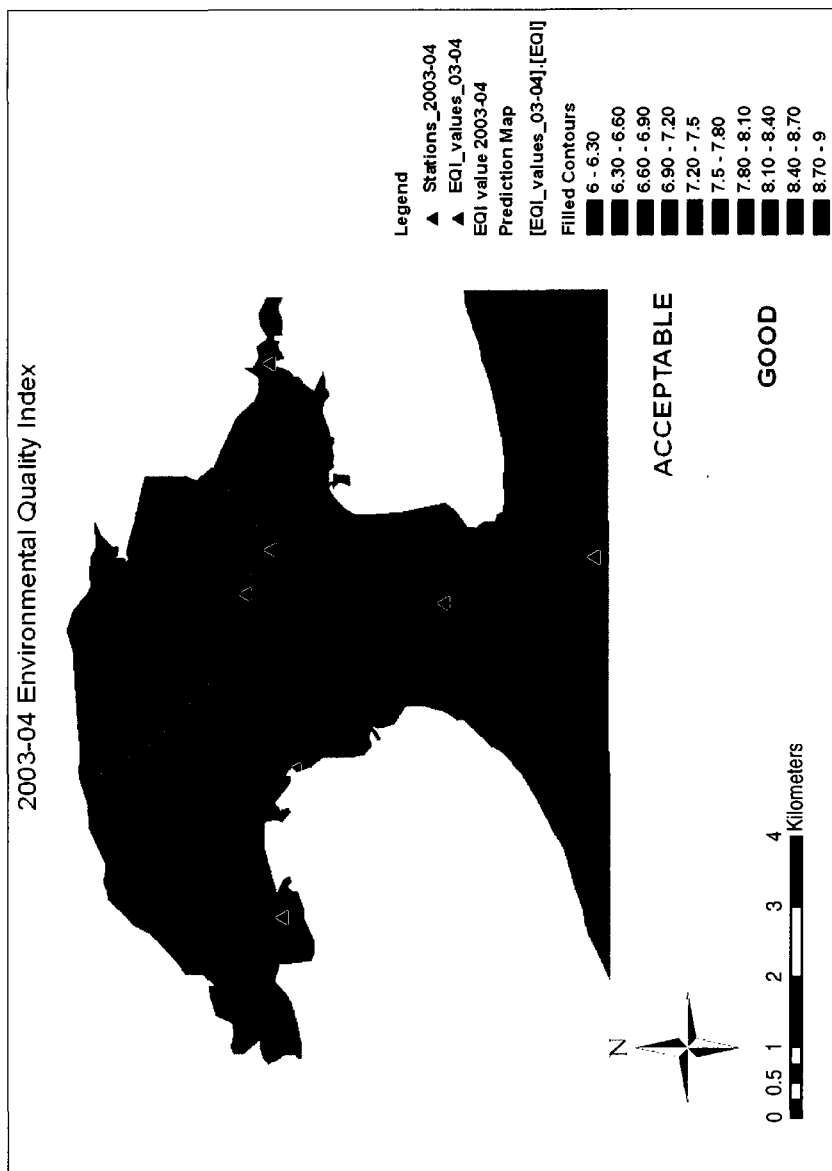 2003-04 Environmental Quality Index
Legend
Stations_2003-04
EQI_values_03-04
EQI value 2003-04
Prediction Map
[EQI_values_03-04].[EQI]
Filled Contours
6 - 6.30
6.30 - 6.60
6.60 - 6.90
6.90 - 7.20
7.20 - 7.5
7.5 - 7.80
7.80 - 8.10
8.10 - 8.40
8.40 - 8.70
8.70 - 9
ACCEPTABLE
GOOD
N
0 0.5 1 2 3 4
Kilometers